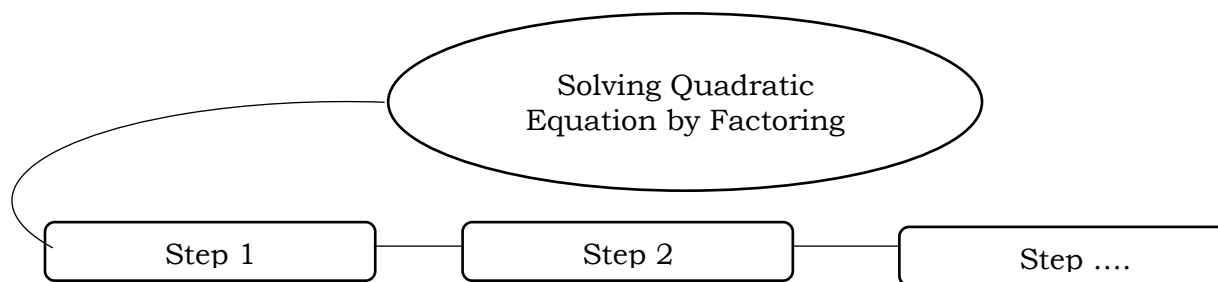 Solving Quadratic
Equation by Factoring
Step 1
Step 2
Step ....